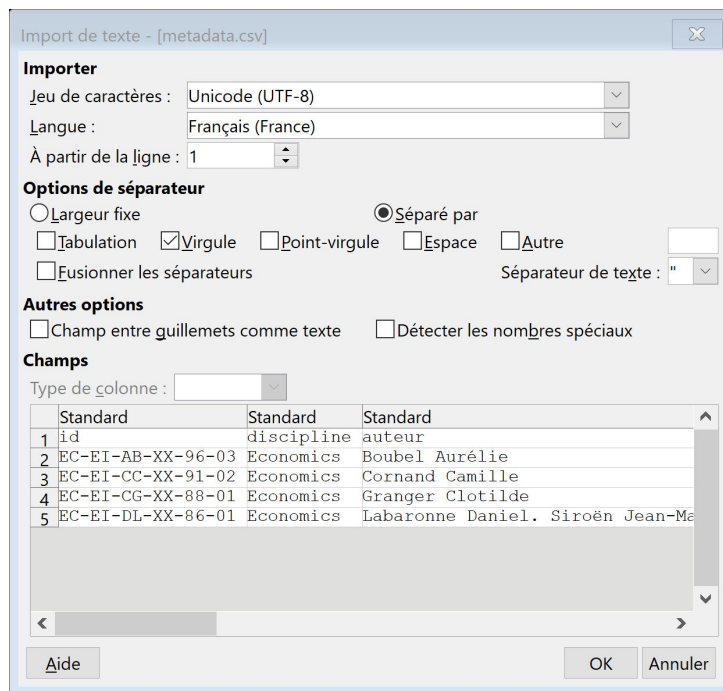 Import de texte - [metadata.csv]
Importer
Jeu de caractères : Unicode (UTF-8)
Langue : Français (France)
À partir de la ligne : 1
Options de séparateur
Largeur fixe Séparé par
Tabulation Virgule Point-virgule Espace Autre
Fusionner les séparateurs Séparateur de texte : "
Autres options
Champ entre guillemets comme texte Détecter les nombres spéciaux
Champs
Type de colonne :
Standard Standard Standard
1 id discipline auteur
2 EC-EI-AB-XX-96-03 Economics Boubel Aurélie
3 EC-EI-CC-XX-91-02 Economics Cornand Camille
4 EC-EI-CG-XX-88-01 Economics Granger Clotilde
5 EC-EI-DL-XX-86-01 Economics Labaronne Daniel. Siroën Jean-Ma
Aide OK Annuler